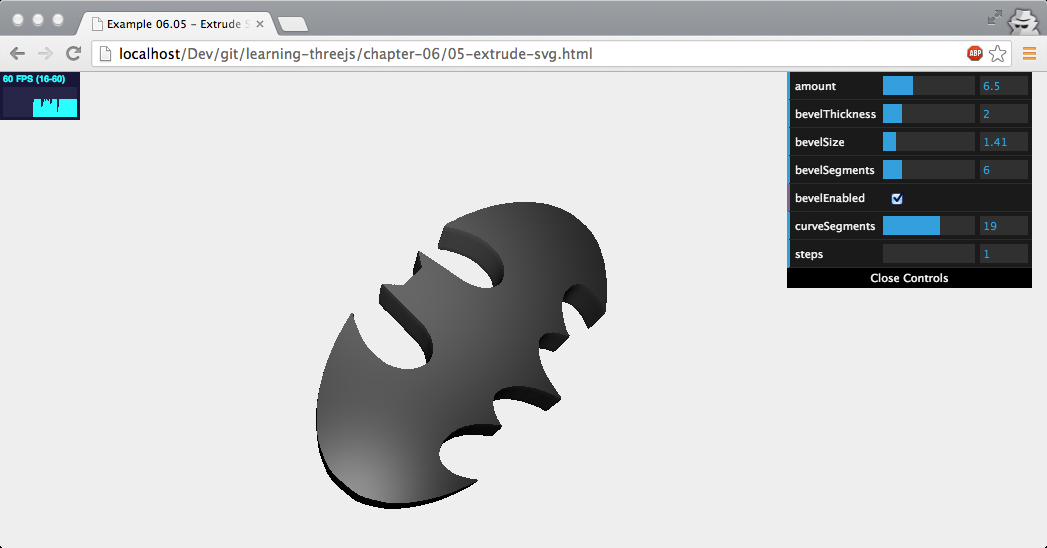 Example 06.05 – Extrude S
localhost/Dev/git/learning-threejs/chapter-06/05-extrude-svg.html
ABP
60 FPS (16-60)
amount 6.5
bevelThickness 2
bevelSize 1.41
bevelSegments 6
bevelEnabled
curveSegments 19
steps 1
Close Controls